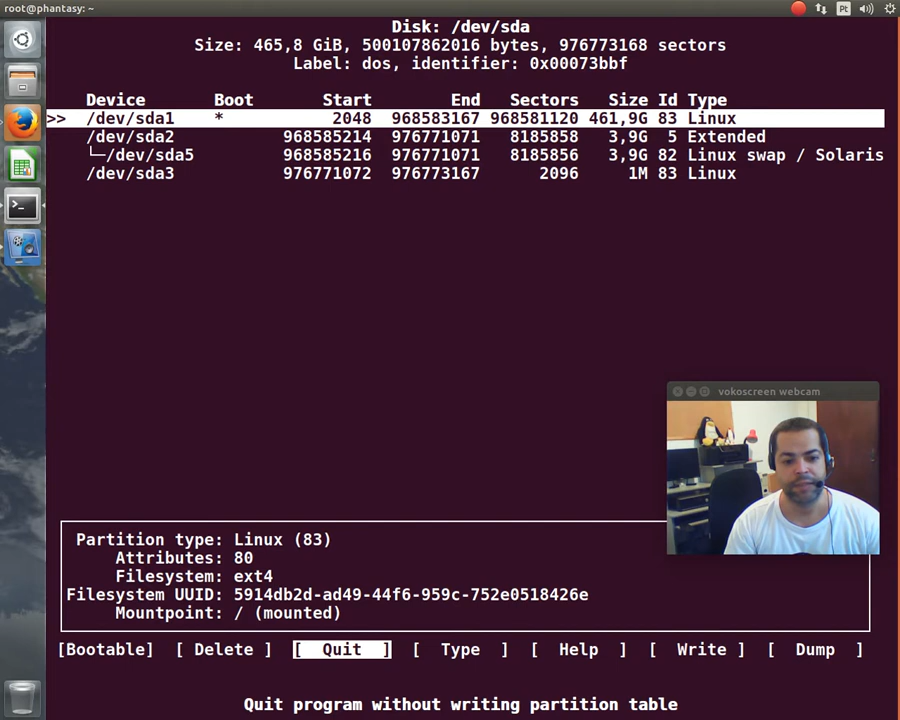 root@phantasy: ~
Pt
Disk: /dev/sda
Size: 465,8 GiB, 500107862016 bytes, 976773168 sectors
Label: dos, identifier: 0x00073bbf
Device Boot Start End Sectors Size Id Type
>> /dev/sda1 * 2048 968583167 968581120 461,9G 83 Linux
/dev/sda2 968585214 976771071 8185858 3,9G 5 Extended
└─/dev/sda5 968585216 976771071 8185856 3,9G 82 Linux swap / Solaris
/dev/sda3 976771072 976773167 2096 1M 83 Linux
vokoscreen webcam
Partition type: Linux (83)
Attributes: 80
Filesystem: ext4
Filesystem UUID: 5914db2d-ad49-44f6-959c-752e0518426e
Mountpoint: / (mounted)
[Bootable] [ Delete ] [ Quit ] [ Type ] [ Help ] [ Write ] [ Dump ]
Quit program without writing partition table